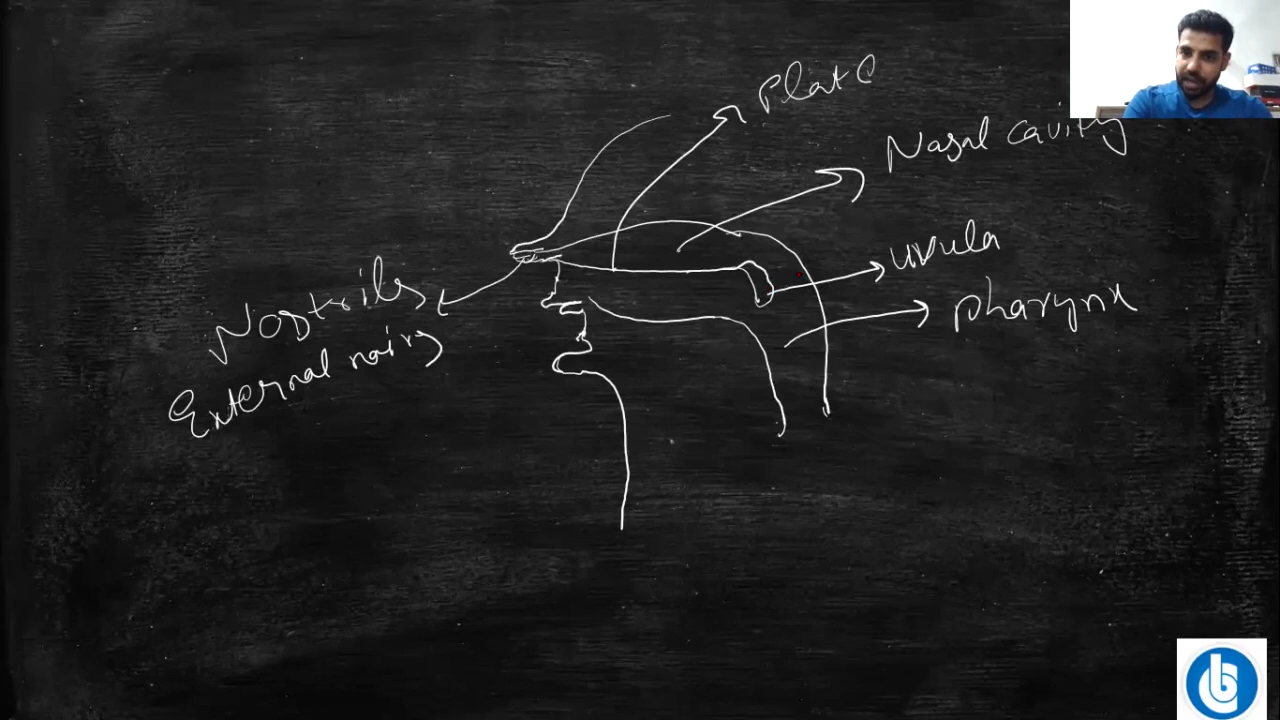 Plate
Nasal cavity
uvula
pharynx
Nostrils
External nairs